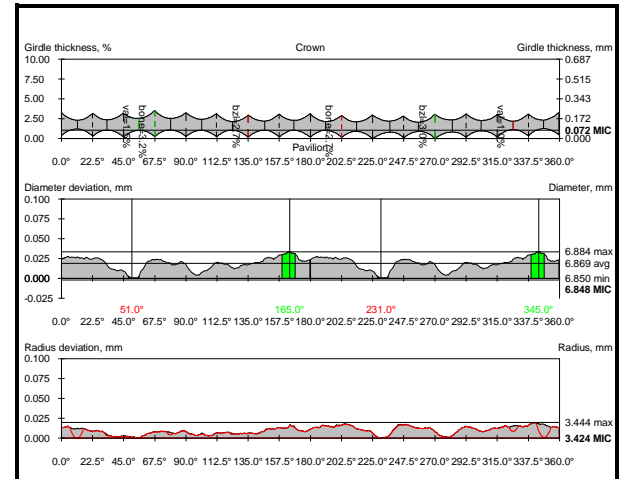 Girdle thickness, % Crown Girdle thickness, mm
10.00 0.687
7.50 0.515
5.00 0.343
2.50 0.172
0.072 MIC
0.00 0.000
Pavilion
0.0° 22.5° 45.0° 67.5° 90.0° 112.5° 135.0° 157.5° 180.0° 202.5° 225.0° 247.5° 270.0° 292.5° 315.0° 337.5° 360.0°
Diameter deviation, mm Diameter, mm
0.100
0.075
0.050
6.884 max
0.025 6.869 avg
0.000 6.850 min
6.848 MIC
-0.025
51.0° 165.0° 231.0° 345.0°
0.0° 22.5° 45.0° 67.5° 90.0° 112.5° 135.0° 157.5° 180.0° 202.5° 225.0° 247.5° 270.0° 292.5° 315.0° 337.5° 360.0°
Radius deviation, mm Radius, mm
0.100
0.075
0.050
0.025 3.444 max
0.000 3.424 MIC
0.0° 22.5° 45.0° 67.5° 90.0° 112.5° 135.0° 157.5° 180.0° 202.5° 225.0° 247.5° 270.0° 292.5° 315.0° 337.5° 360.0°